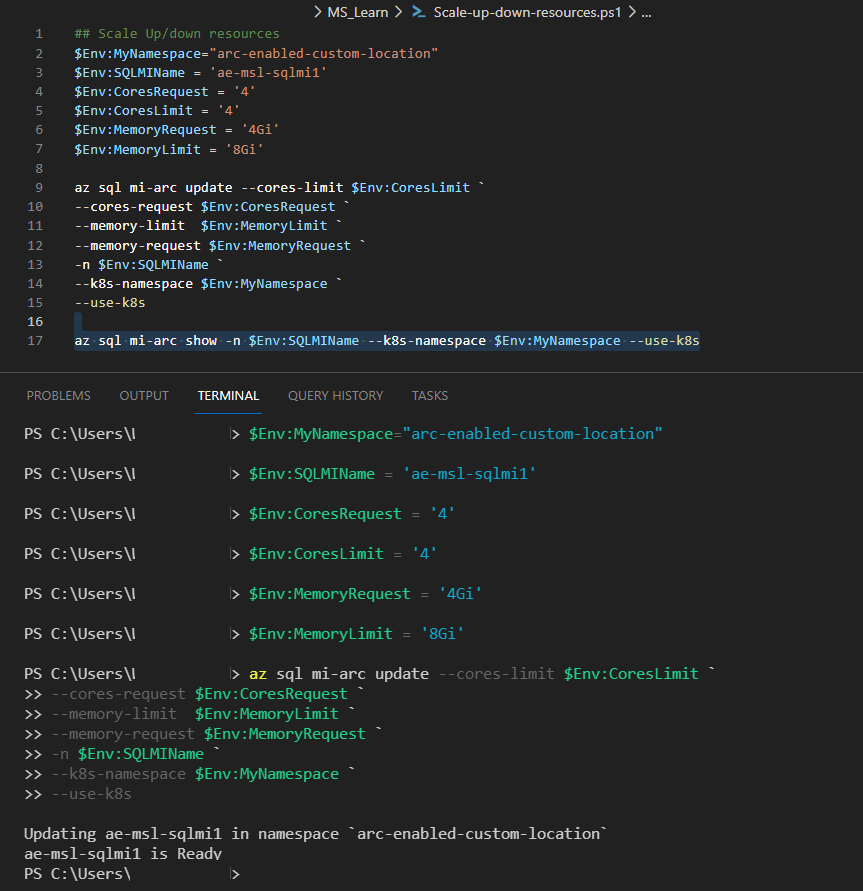 > MS_Learn > Scale-up-down-resources.ps1 > ...
1 ## Scale Up/down resources
2 $Env:MyNamespace="arc-enabled-custom-location"
3 $Env:SQLMIName = 'ae-msl-sqlmi1'
4 $Env:CoresRequest = '4'
5 $Env:CoresLimit = '4'
6 $Env:MemoryRequest = '4Gi'
7 $Env:MemoryLimit = '8Gi'
8
9 az sql mi-arc update --cores-limit $Env:CoresLimit `
10 --cores-request $Env:CoresRequest `
11 --memory-limit  $Env:MemoryLimit `
12 --memory-request $Env:MemoryRequest `
13 -n $Env:SQLMIName `
14 --k8s-namespace $Env:MyNamespace `
15 --use-k8s
16
17 az sql mi-arc show -n $Env:SQLMIName --k8s-namespace $Env:MyNamespace --use-k8s
PROBLEMS OUTPUT TERMINAL QUERY HISTORY TASKS
PS C:\Users\ > $Env:MyNamespace="arc-enabled-custom-location"
PS C:\Users\ > $Env:SQLMIName = 'ae-msl-sqlmi1'
PS C:\Users\ > $Env:CoresRequest = '4'
PS C:\Users\ > $Env:CoresLimit = '4'
PS C:\Users\ > $Env:MemoryRequest = '4Gi'
PS C:\Users\ > $Env:MemoryLimit = '8Gi'
PS C:\Users\ > az sql mi-arc update --cores-limit $Env:CoresLimit `
>> --cores-request $Env:CoresRequest `
>> --memory-limit  $Env:MemoryLimit `
>> --memory-request $Env:MemoryRequest `
>> -n $Env:SQLMIName `
>> --k8s-namespace $Env:MyNamespace `
>> --use-k8s
Updating ae-msl-sqlmi1 in namespace `arc-enabled-custom-location`
ae-msl-sqlmi1 is Ready
PS C:\Users\ >